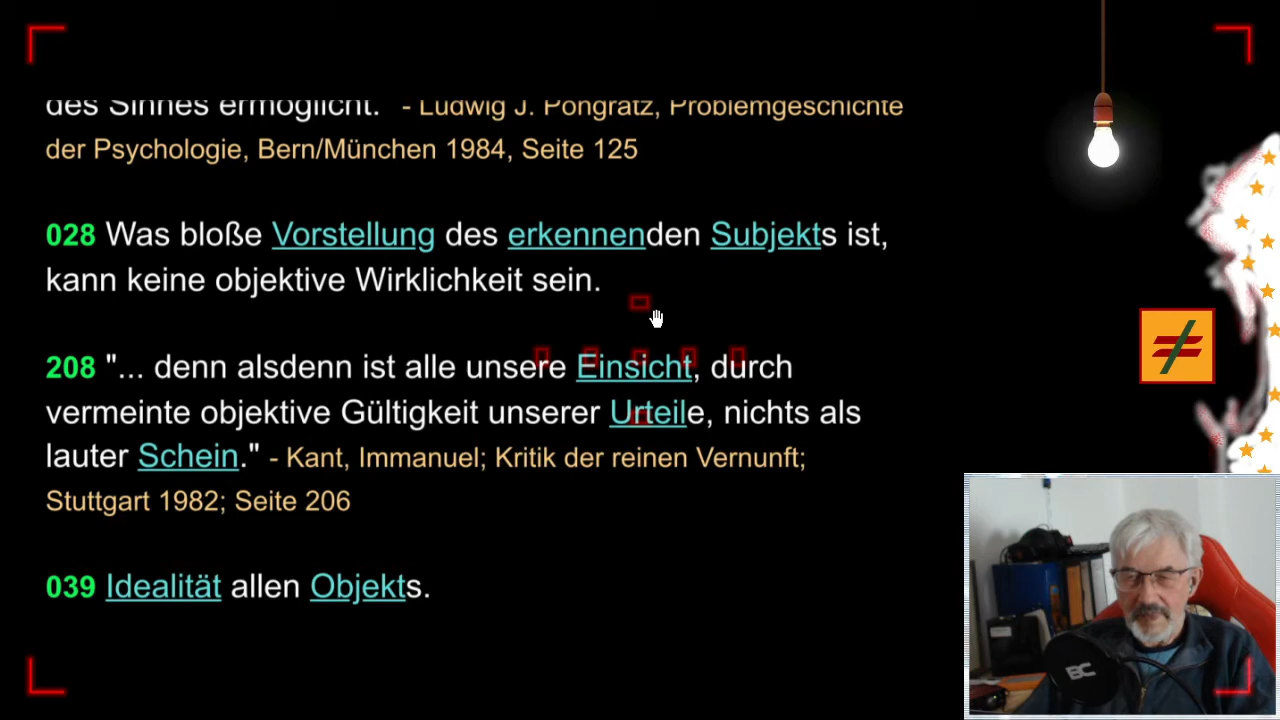 des Sinnes ermöglicht. - Ludwig J. Pongratz, Problemgeschichte
der Psychologie, Bern/München 1984, Seite 125
028 Was bloße Vorstellung des erkennenden Subjekts ist,
kann keine objektive Wirklichkeit sein.
208 "... denn alsdenn ist alle unsere Einsicht, durch
vermeinte objektive Gültigkeit unserer Urteile, nichts als
lauter Schein." - Kant, Immanuel; Kritik der reinen Vernunft;
Stuttgart 1982; Seite 206
039 Idealität allen Objekts.
≠
BC